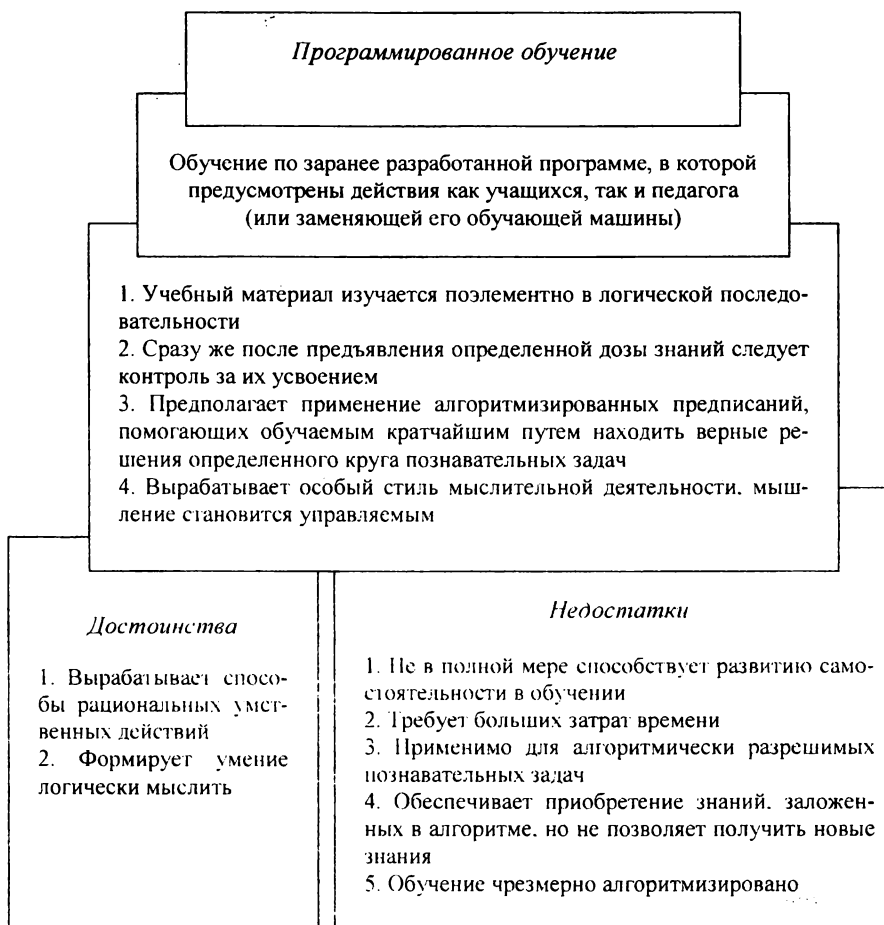 Программированное обучение
Обучение по заранее разработанной программе, в которой
предусмотрены действия как учащихся, так и педагога
(или заменяющей его обучающей машины)
1. Учебный материал изучается поэлементно в логической последо-
вательности
2. Сразу же после предъявления определенной дозы знаний следует
контроль за их усвоением
3. Предполагает применение алгоритмизированных предписаний,
помогающих обучаемым кратчайшим путем находить верные ре-
шения определенного круга познавательных задач
4. Вырабатывает особый стиль мыслительной деятельности, мыш-
ление становится управляемым
Достоинства
1. Вырабатывает спосо-
бы рациональных умст-
венных действий
2. Формирует умение
логически мыслить
Недостатки
1. Не в полной мере способствует развитию само-
стоятельности в обучении
2. Требует больших затрат времени
3. Применимо для алгоритмически разрешимых
познавательных задач
4. Обеспечивает приобретение знаний, заложен-
ных в алгоритме, но не позволяет получить новые
знания
5. Обучение чрезмерно алгоритмизировано